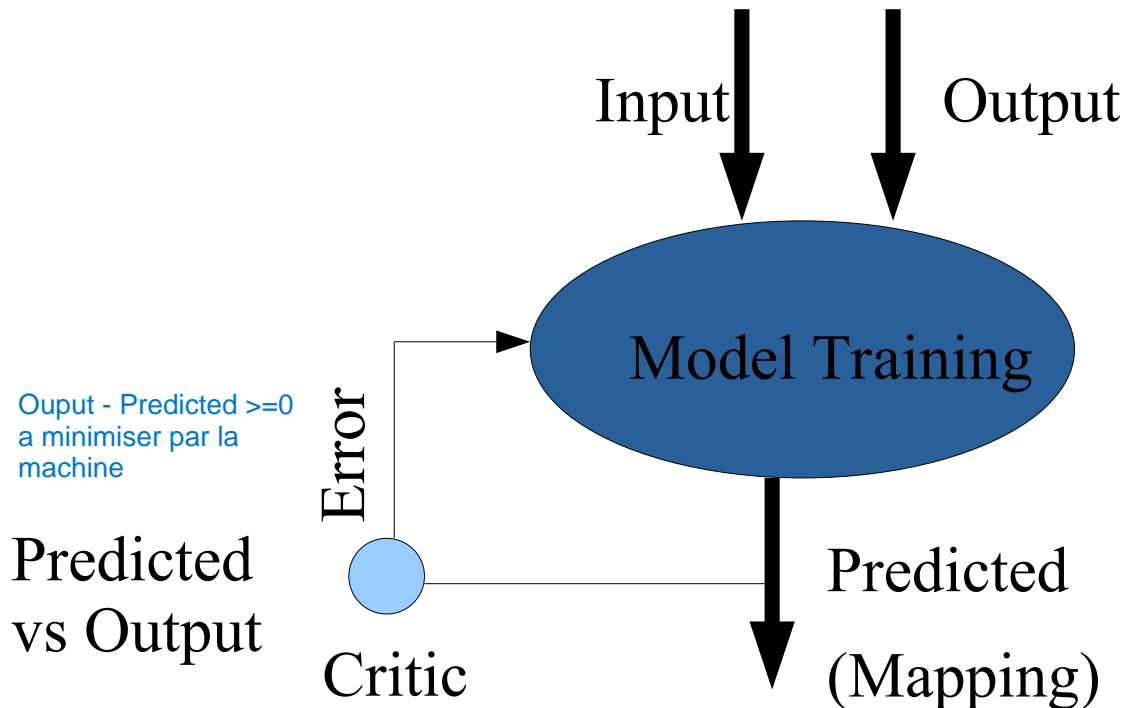 Input
Output
Model Training
Ouput - Predicted >=0
a minimiser par la
machine
Error
Predicted
vs Output
Critic
Predicted
(Mapping)